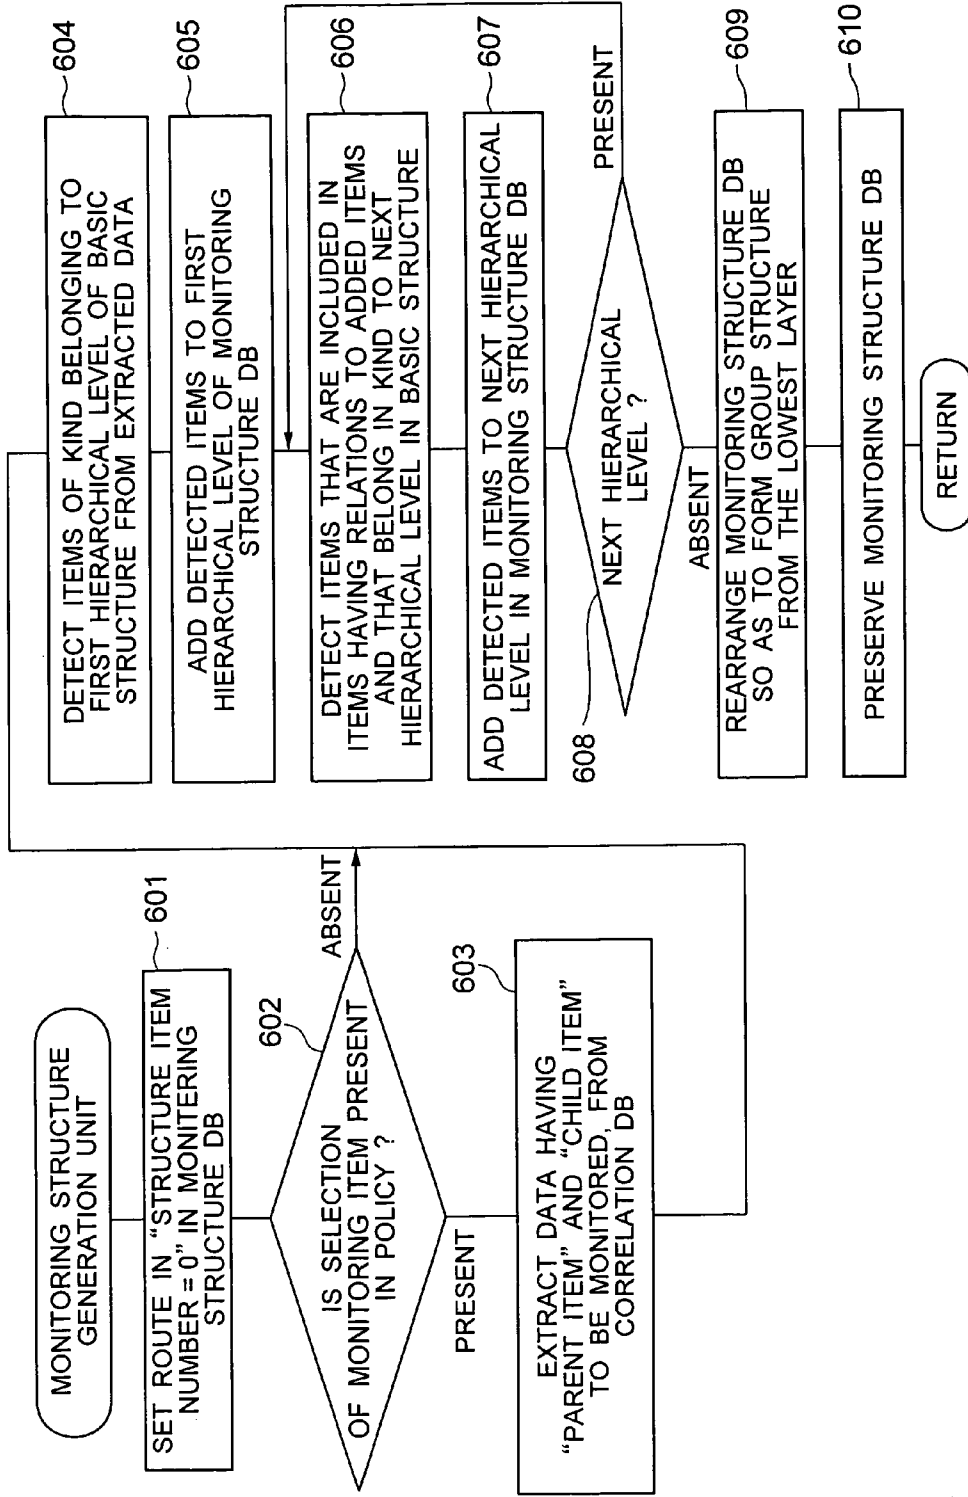 MONITORING STRUCTURE
GENERATION UNIT
601
SET ROUTE IN “STRUCTURE ITEM
NUMBER = 0” IN MONITERING
STRUCTURE DB
602
IS SELECTION
OF MONITORING ITEM PRESENT
IN POLICY ?
ABSENT
PRESENT
603
EXTRACT DATA HAVING
“PARENT ITEM” AND “CHILD ITEM”
TO BE MONITORED, FROM
CORRELATION DB
604
DETECT ITEMS OF KIND BELONGING TO
FIRST HIERARCHICAL LEVEL OF BASIC
STRUCTURE FROM EXTRACTED DATA
605
ADD DETECTED ITEMS TO FIRST
HIERARCHICAL LEVEL OF MONITORING
STRUCTURE DB
606
DETECT ITEMS THAT ARE INCLUDED IN
ITEMS HAVING RELATIONS TO ADDED ITEMS
AND THAT BELONG IN KIND TO NEXT
HIERARCHICAL LEVEL IN BASIC STRUCTURE
607
ADD DETECTED ITEMS TO NEXT HIERARCHICAL
LEVEL IN MONITORING STRUCTURE DB
608
NEXT HIERARCHICAL
LEVEL ?
PRESENT
ABSENT
609
REARRANGE MONITORING STRUCTURE DB
SO AS TO FORM GROUP STRUCTURE
FROM THE LOWEST LAYER
610
PRESERVE MONITORING STRUCTURE DB
RETURN